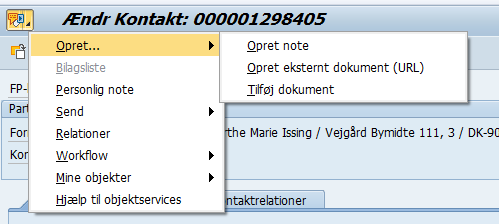 Ændr Kontakt: 000001298405
Opret...
Opret note
Bilagsliste
Opret eksternt dokument (URL)
Personlig note
Tilføj dokument
FP-
Part
Send
For
rthe Marie Issing / Vejgård Bymidte 111, 3 / DK-90
Relationer
Kon
Workflow
Mine objekter
Hjælp til objektservices
ontaktrelationer